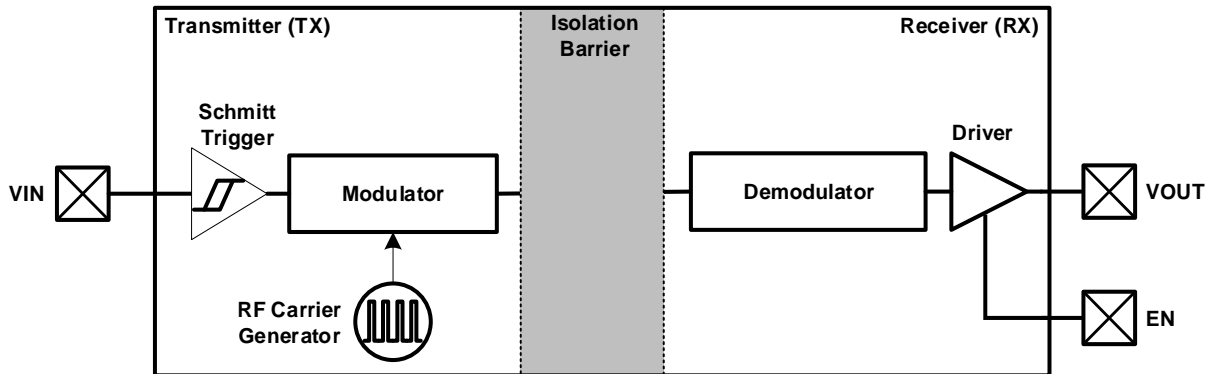 Transmitter (TX)
Isolation
Barrier
Receiver (RX)
Schmitt
Trigger
Driver
VIN
Modulator
Demodulator
VOUT
RF Carrier
Generator
EN